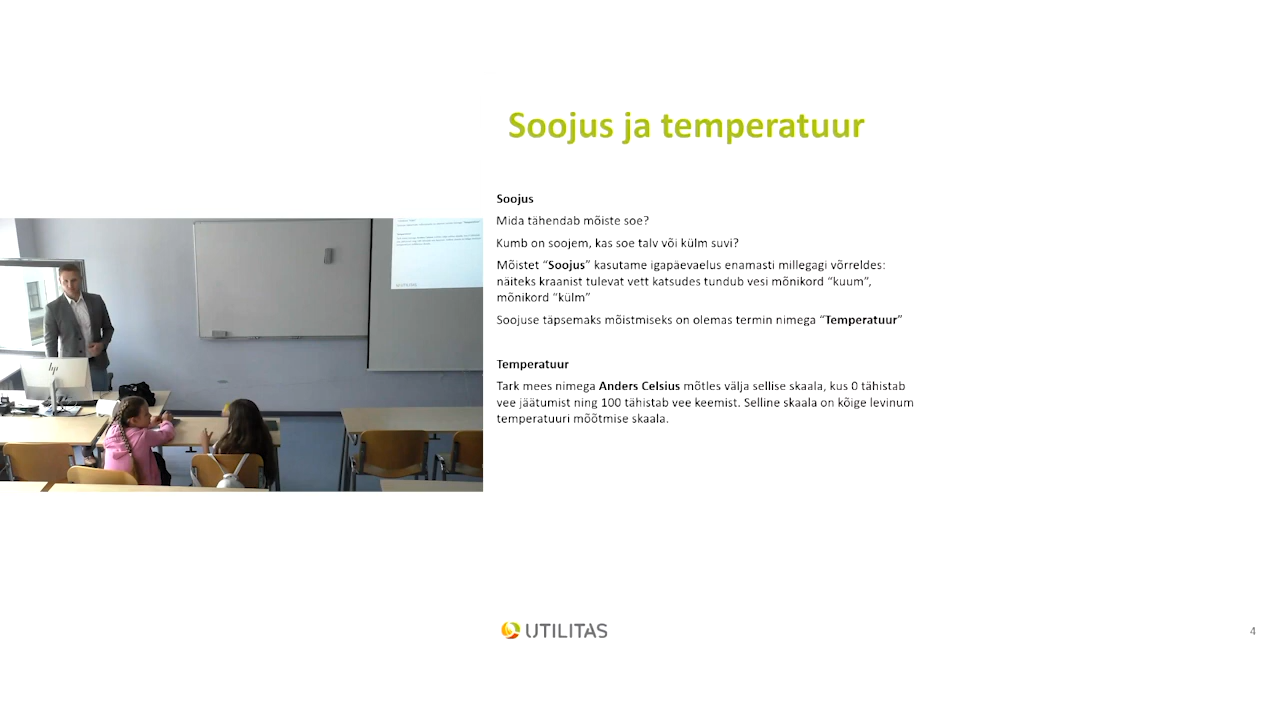 Soojus ja temperatuur
Soojus
Mida tähendab mõiste soe?
Kumb on soojem, kas soe talv või külm suvi?
Mõistet “Soojus” kasutame igapäevaelus enamasti millegagi võrreldes:
näiteks kraanist tulevat vett katsudes tundub vesi mõnikord “kuum”,
mõnikord “külm”
Soojuse täpsemaks mõistmiseks on olemas termin nimega “Temperatuur”
Temperatuur
Tark mees nimega Anders Celsius mõtles välja sellise skaala, kus 0 tähistab
vee jäätumist ning 100 tähistab vee keemist. Selline skaala on kõige levinum
temperatuuri mõõtmise skaala.
hp
UTILITAS
4